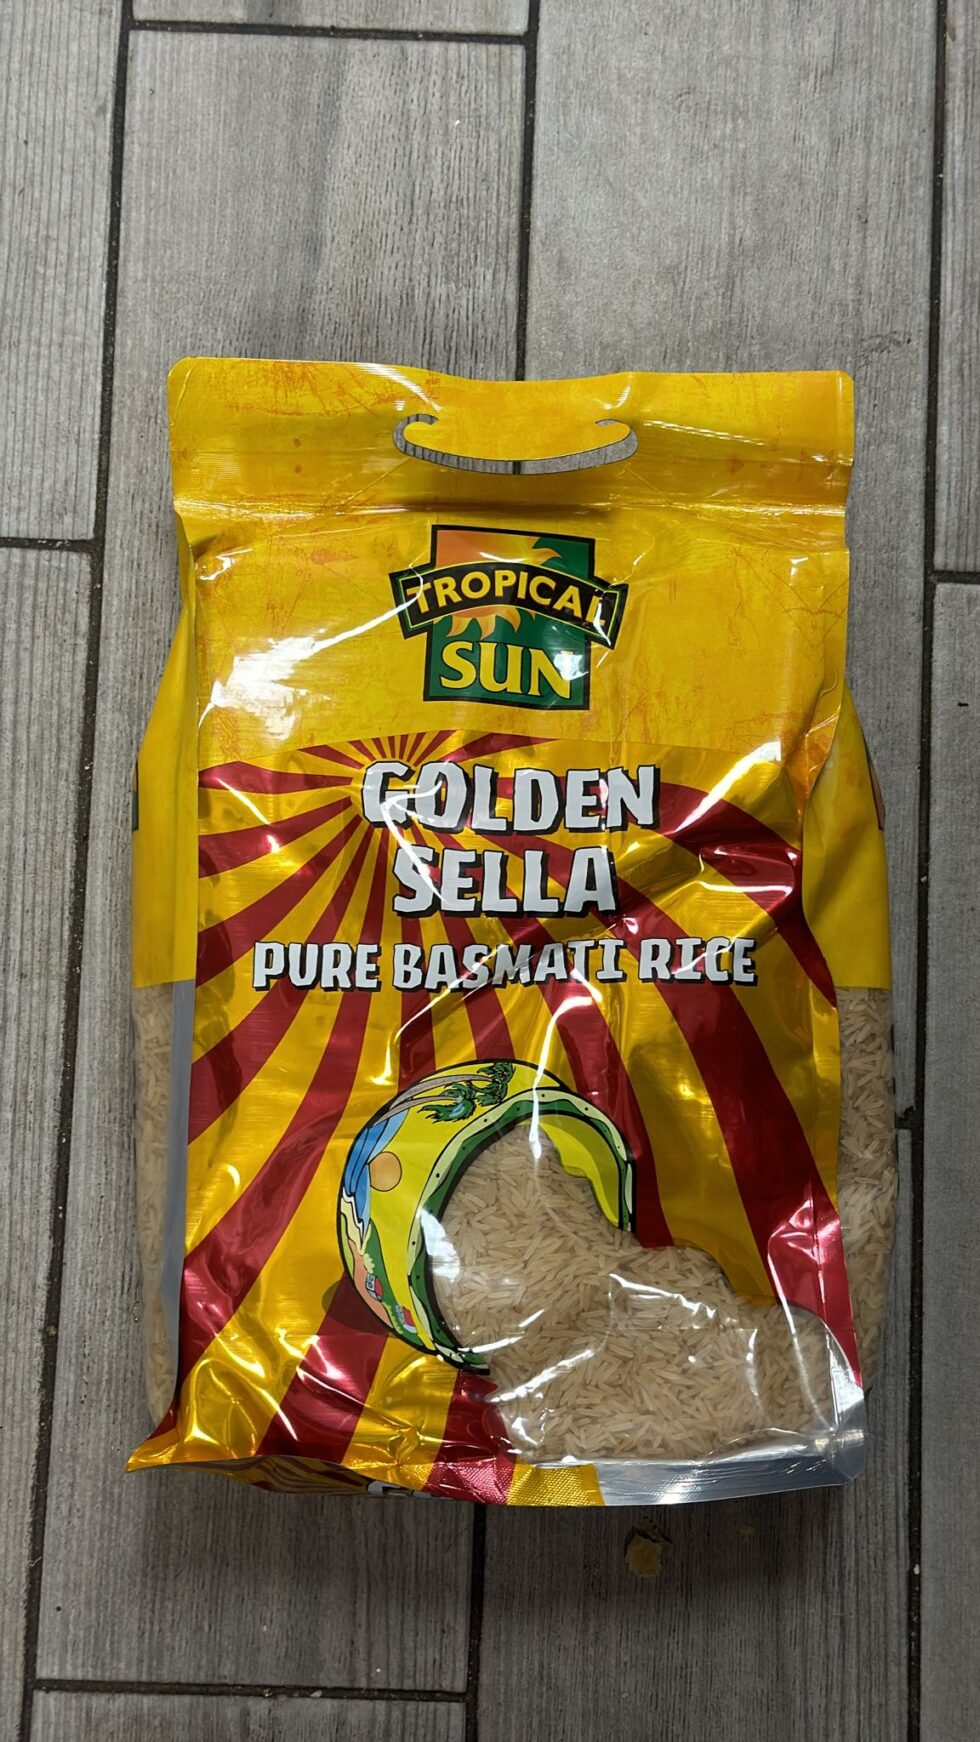 TROPICAL
SUN
GOLDEN
SELLA
PURE BASMATI RICE